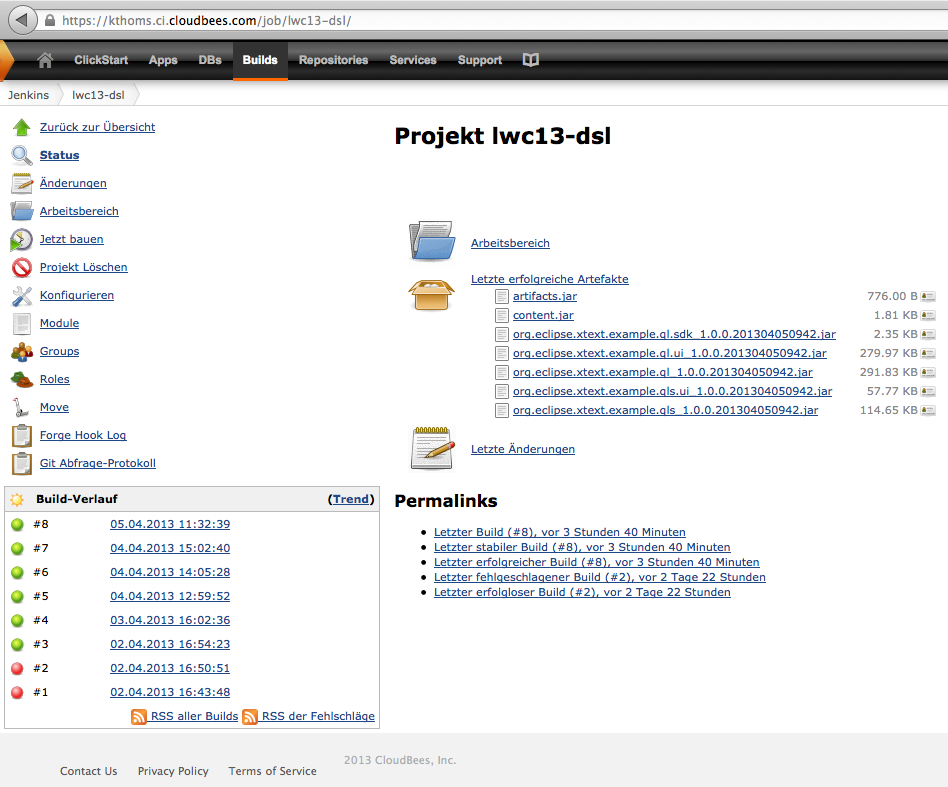 https://kthoms.ci.cloudbees.com/job/lwc13-dsl/
ClickStart Apps DBs Builds Repositories Services Support
Jenkins lwc13-dsl
Zurück zur Übersicht
Status
Änderungen
Arbeitsbereich
Jetzt bauen
Projekt Löschen
Konfigurieren
Module
Groups
Roles
Move
Forge Hook Log
Git Abfrage-Protokoll
Build-Verlauf (Trend)
#8 05.04.2013 11:32:39
#7 04.04.2013 15:02:40
#6 04.04.2013 14:05:28
#5 04.04.2013 12:59:52
#4 03.04.2013 16:02:36
#3 02.04.2013 16:54:23
#2 02.04.2013 16:50:51
#1 02.04.2013 16:43:48
RSS aller Builds RSS der Fehlschläge
Projekt lwc13-dsl
Arbeitsbereich
Letzte erfolgreiche Artefakte
artifacts.jar 776.00 B
content.jar 1.81 KB
org.eclipse.xtext.example.ql.sdk_1.0.0.201304050942.jar 2.35 KB
org.eclipse.xtext.example.ql.ui_1.0.0.201304050942.jar 279.97 KB
org.eclipse.xtext.example.ql_1.0.0.201304050942.jar 291.83 KB
org.eclipse.xtext.example.qls.ui_1.0.0.201304050942.jar 57.77 KB
org.eclipse.xtext.example.qls_1.0.0.201304050942.jar 114.65 KB
Letzte Änderungen
Permalinks
Letzter Build (#8), vor 3 Stunden 40 Minuten
Letzter stabiler Build (#8), vor 3 Stunden 40 Minuten
Letzter erfolgreicher Build (#8), vor 3 Stunden 40 Minuten
Letzter fehlgeschlagener Build (#2), vor 2 Tage 22 Stunden
Letzter erfolgloser Build (#2), vor 2 Tage 22 Stunden
2013 CloudBees, Inc.
Contact Us Privacy Policy Terms of Service